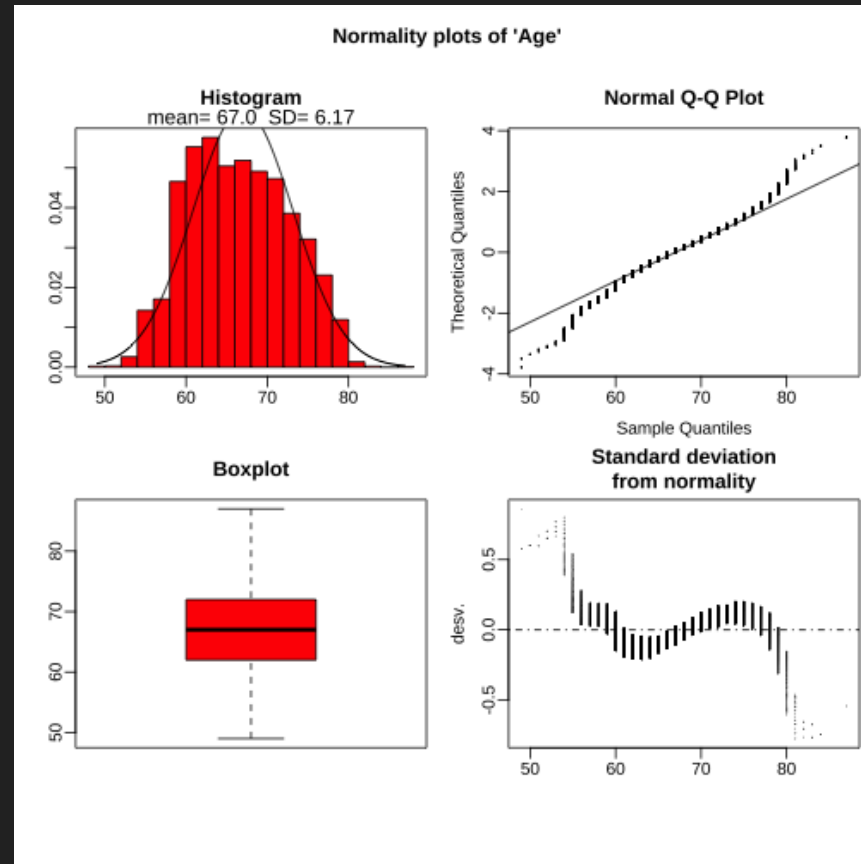 Normality plots of 'Age'
Histogram
mean= 67.0 SD= 6.17
0.00
0.02
0.04
50 60 70 80
Normal Q-Q Plot
Theoretical Quantiles
4
2
0
-2
-4
50 60 70 80
Sample Quantiles
Boxplot
80
70
60
50
Standard deviation
from normality
desv.
0.5
0.0
-0.5
50 60 70 80